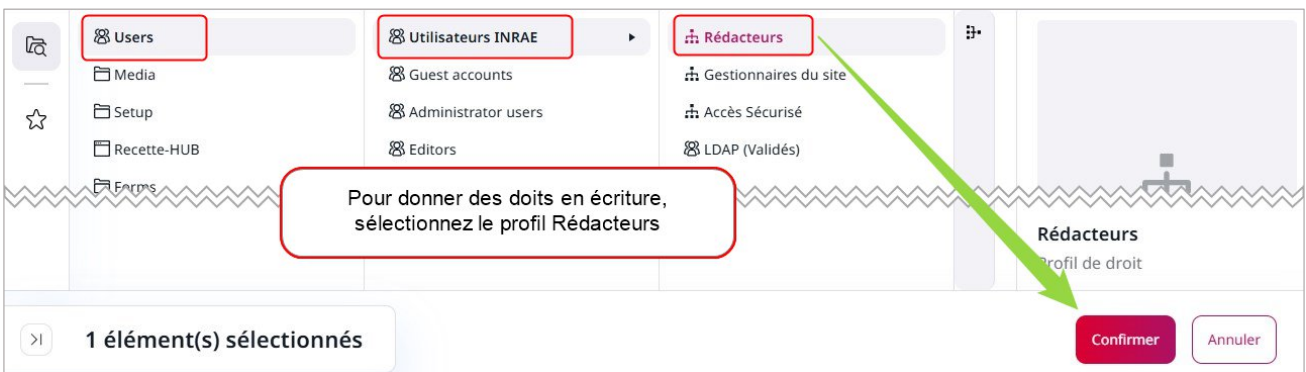 Users
Media
Setup
Recette-HUB
Forms
Utilisateurs INRAE
Guest accounts
Administrator users
Editors
Rédacteurs
Gestionnaires du site
Accès Sécurisé
LDAP (Validés)
Pour donner des doits en écriture,
sélectionnez le profil Rédacteurs
Rédacteurs
Profil de droit
1 élément(s) sélectionnés
Confirmer
Annuler